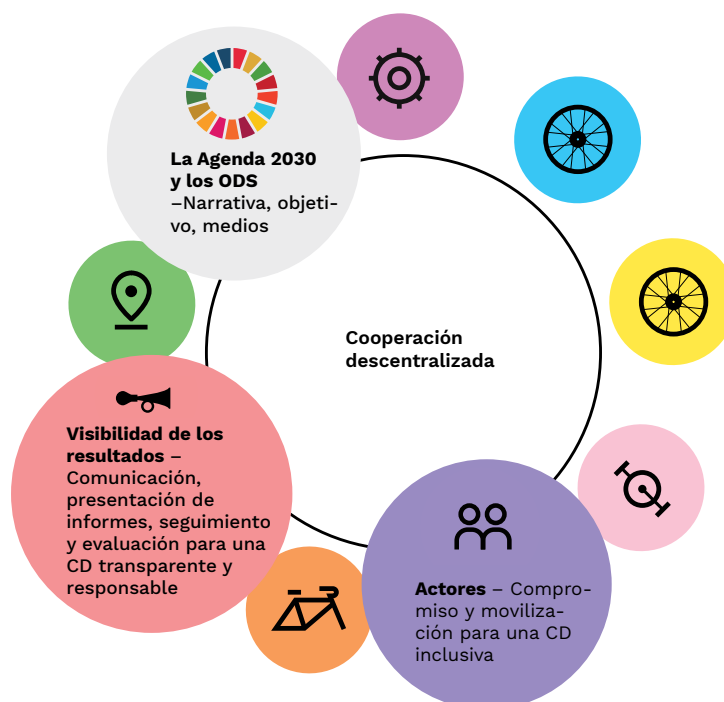 La Agenda 2030
y los ODS
–Narrativa, objeti-
vo, medios
Cooperación
descentralizada
Visibilidad de los
resultados –
Comunicación,
presentación de
informes, seguimiento
y evaluación para una
CD transparente y
responsable
Actores – Compro-
miso y moviliza-
ción para una CD
inclusiva